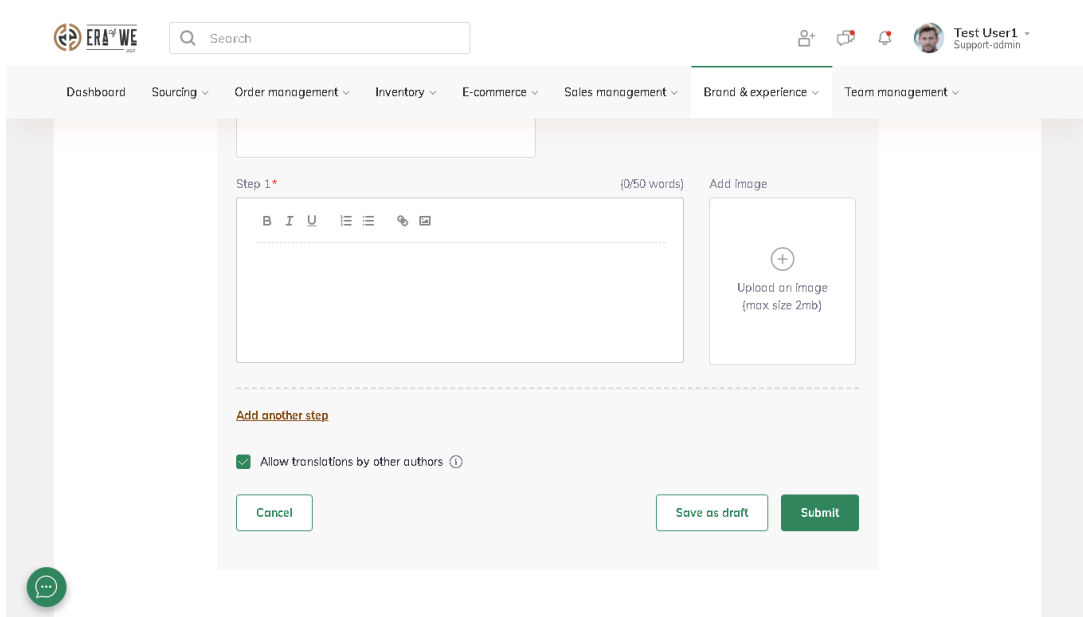 ERA of WE
Search
Test User1
Support-admin
Dashboard
Sourcing
Order management
Inventory
E-commerce
Sales management
Brand & experience
Team management
Step 1*
(0/50 words)
Add image
B I U
Upload an image
(max size 2mb)
Add another step
Allow translations by other authors
Cancel
Save as draft
Submit